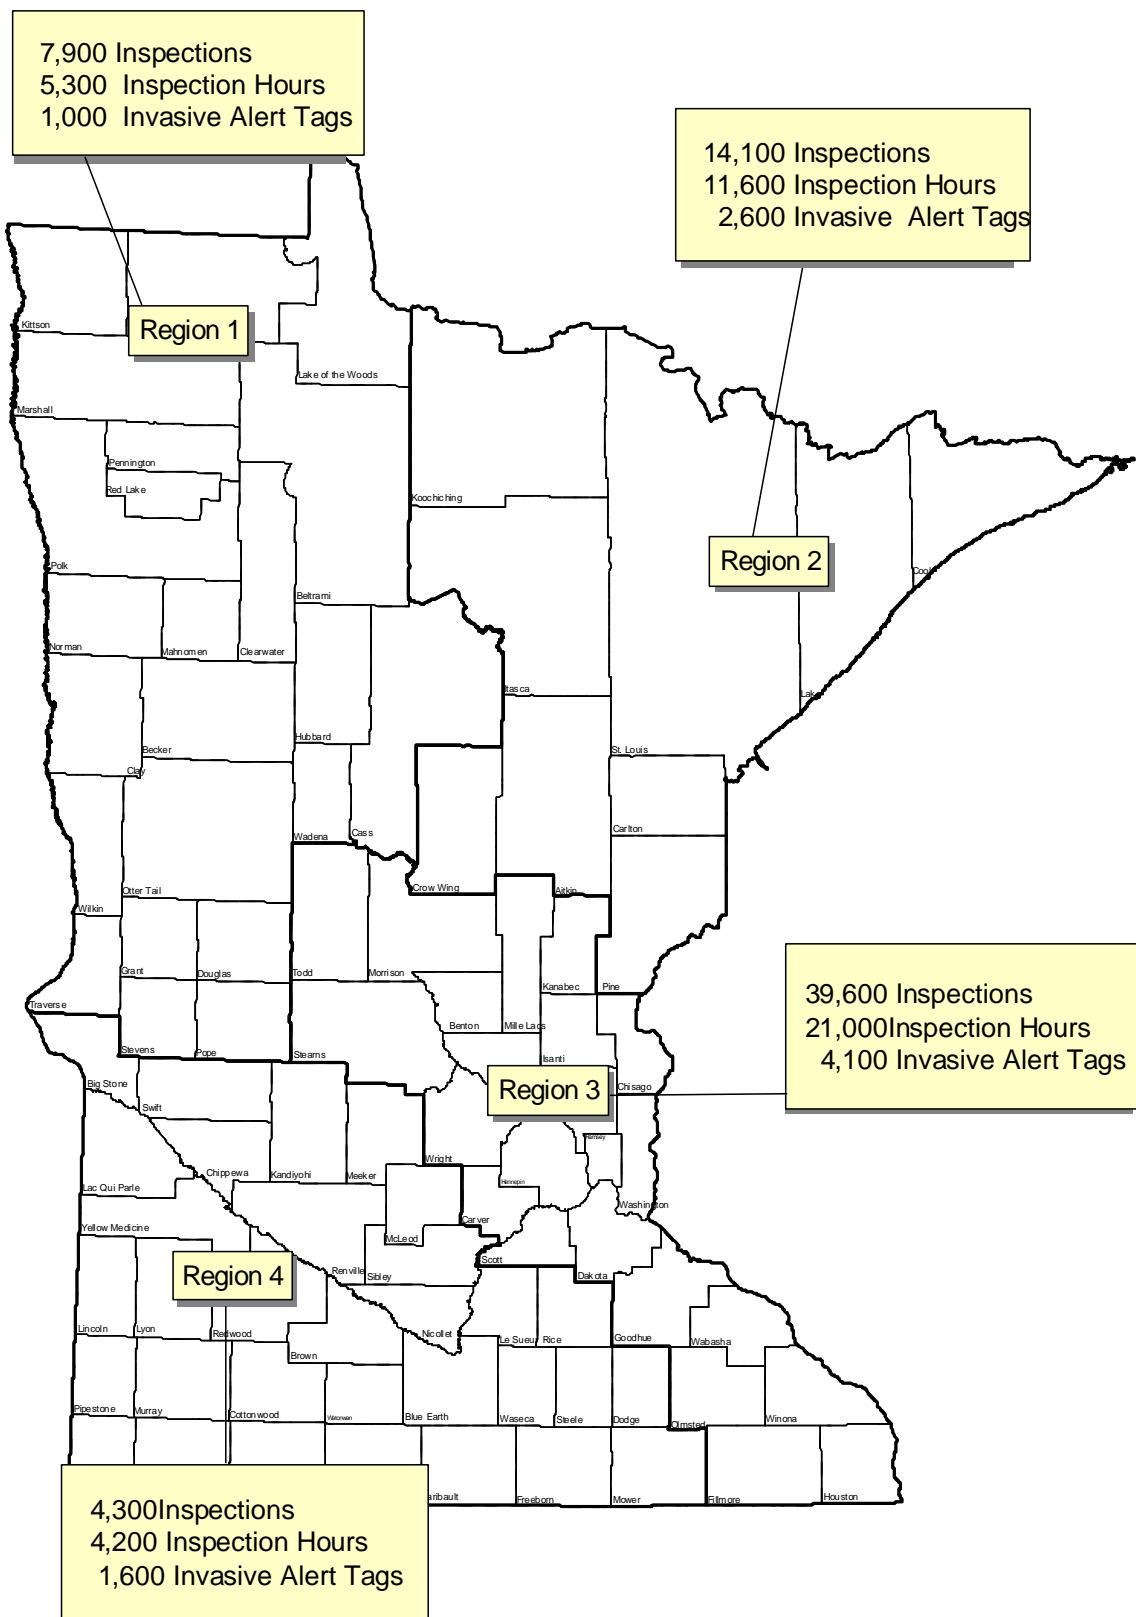 7,900 Inspections
5,300 Inspection Hours
1,000 Invasive Alert Tags
14,100 Inspections
11,600 Inspection Hours
2,600 Invasive Alert Tags
Region 1
Kittson
Lake of the Woods
Marshall
Pennington
Red Lake
Koochiching
Region 2
Polk
Cook
Beltrami
Norman
Mahnomen
Clearwater
Itasca
Lake
Hubbard
Becker
St. Louis
Clay
Wadena
Cass
Carlton
Otter Tail
Crow Wing
Aitkin
Wilkin
Grant
Douglas
Todd
Morrison
Kanabec
Pine
39,600 Inspections
21,000Inspection Hours
4,100 Invasive Alert Tags
Traverse
Benton
Mille Lacs
Stevens
Pope
Stearns
Isanti
Big Stone
Region 3
Chisago
Swift
Ramsey
Chippewa
Kandiyohi
Meeker
Wright
Lac Qui Parle
Hennepin
Washington
Yellow Medicine
Carver
McLeod
Region 4
Renville
Sibley
Scott
Dakota
Lincoln
Lyon
Redwood
Nicollet
Le Sueur
Rice
Goodhue
Wabasha
Brown
Pipestone
Murray
Cottonwood
Watonwan
Blue Earth
Waseca
Steele
Dodge
Olmsted
Winona
aribault
Freeborn
Mower
Fillmore
Houston
4,300Inspections
4,200 Inspection Hours
1,600 Invasive Alert Tags